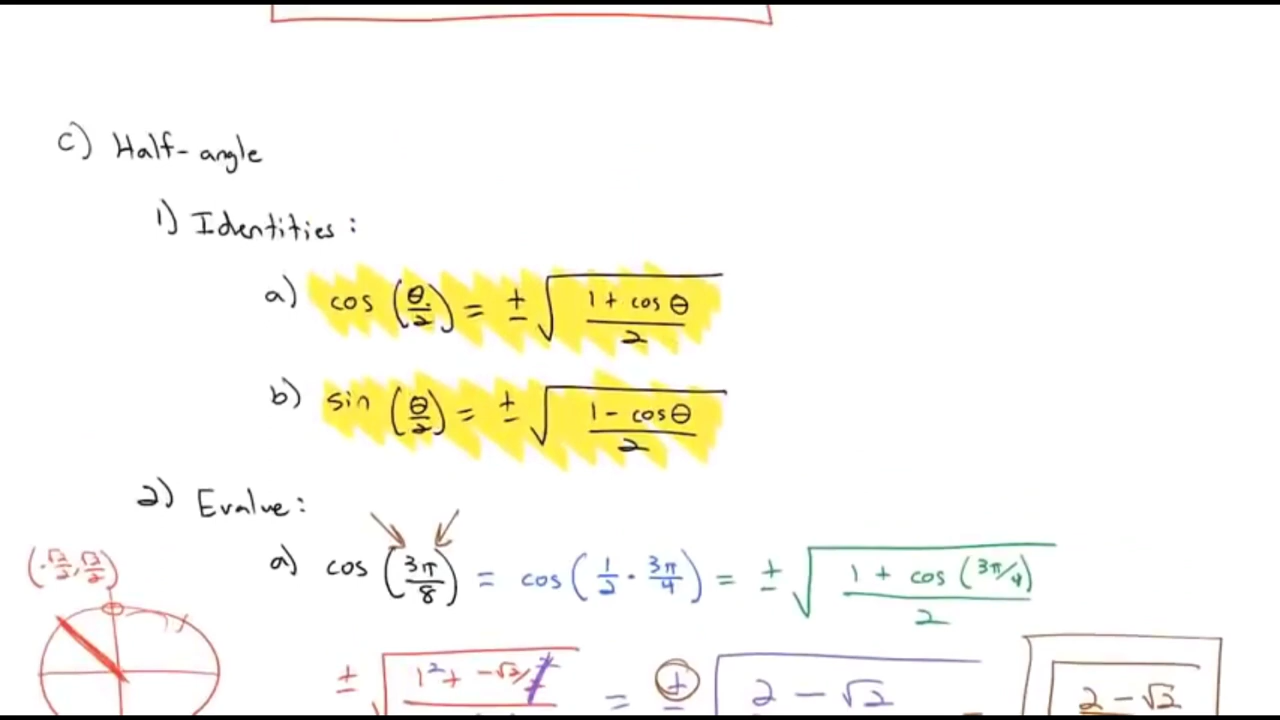 c) Half-angle
1) Identities:
a) cos (θ/2) = ± √((1 + cos θ)/2)
b) sin (θ/2) = ± √((1 - cos θ)/2)
2) Evalue:
(-√2/2, √2/2)
a) cos (3π/8) = cos (1/2 · 3π/4) = ± √((1 + cos (3π/4))/2)
± √ = ± √ 2 - √2 = √ 2 - √2